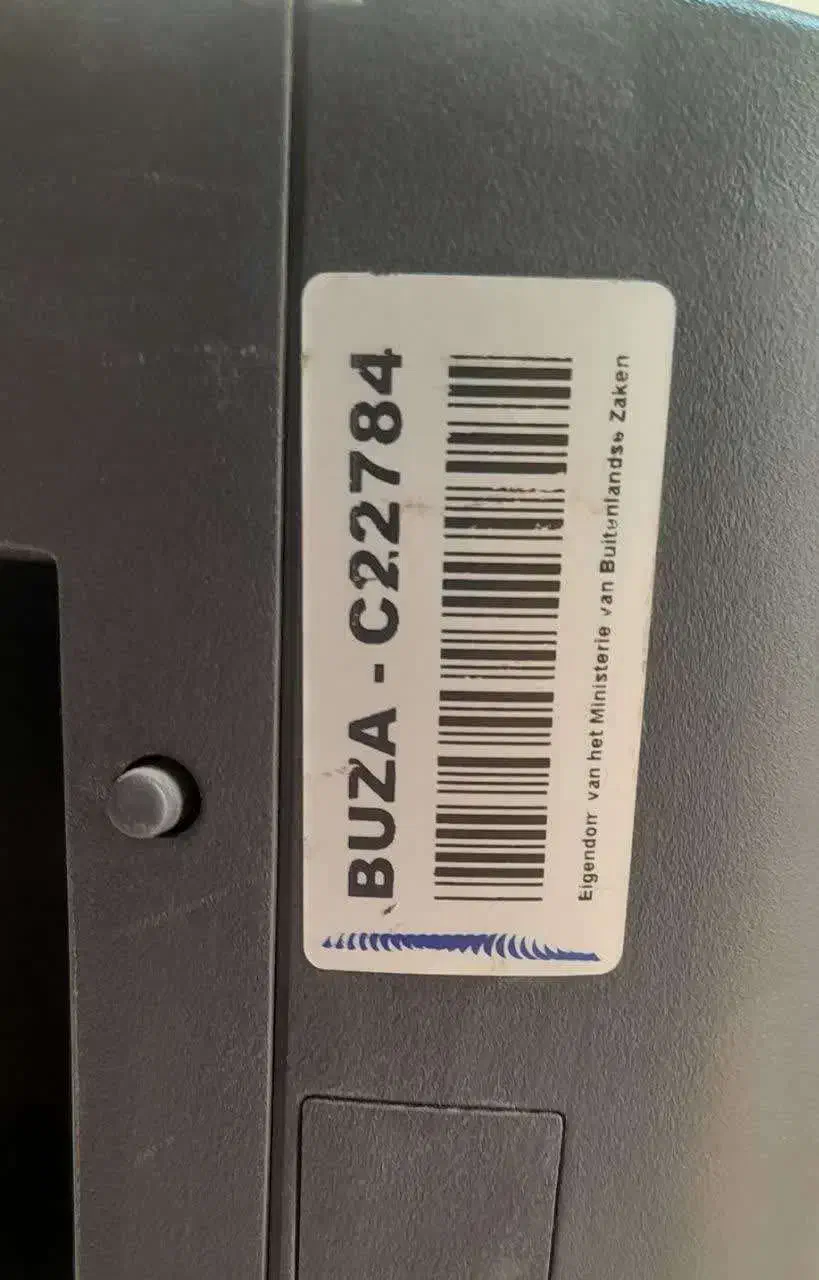 BUZA - C22784
Eigendom van het Ministerie van Buitenlandse Zaken